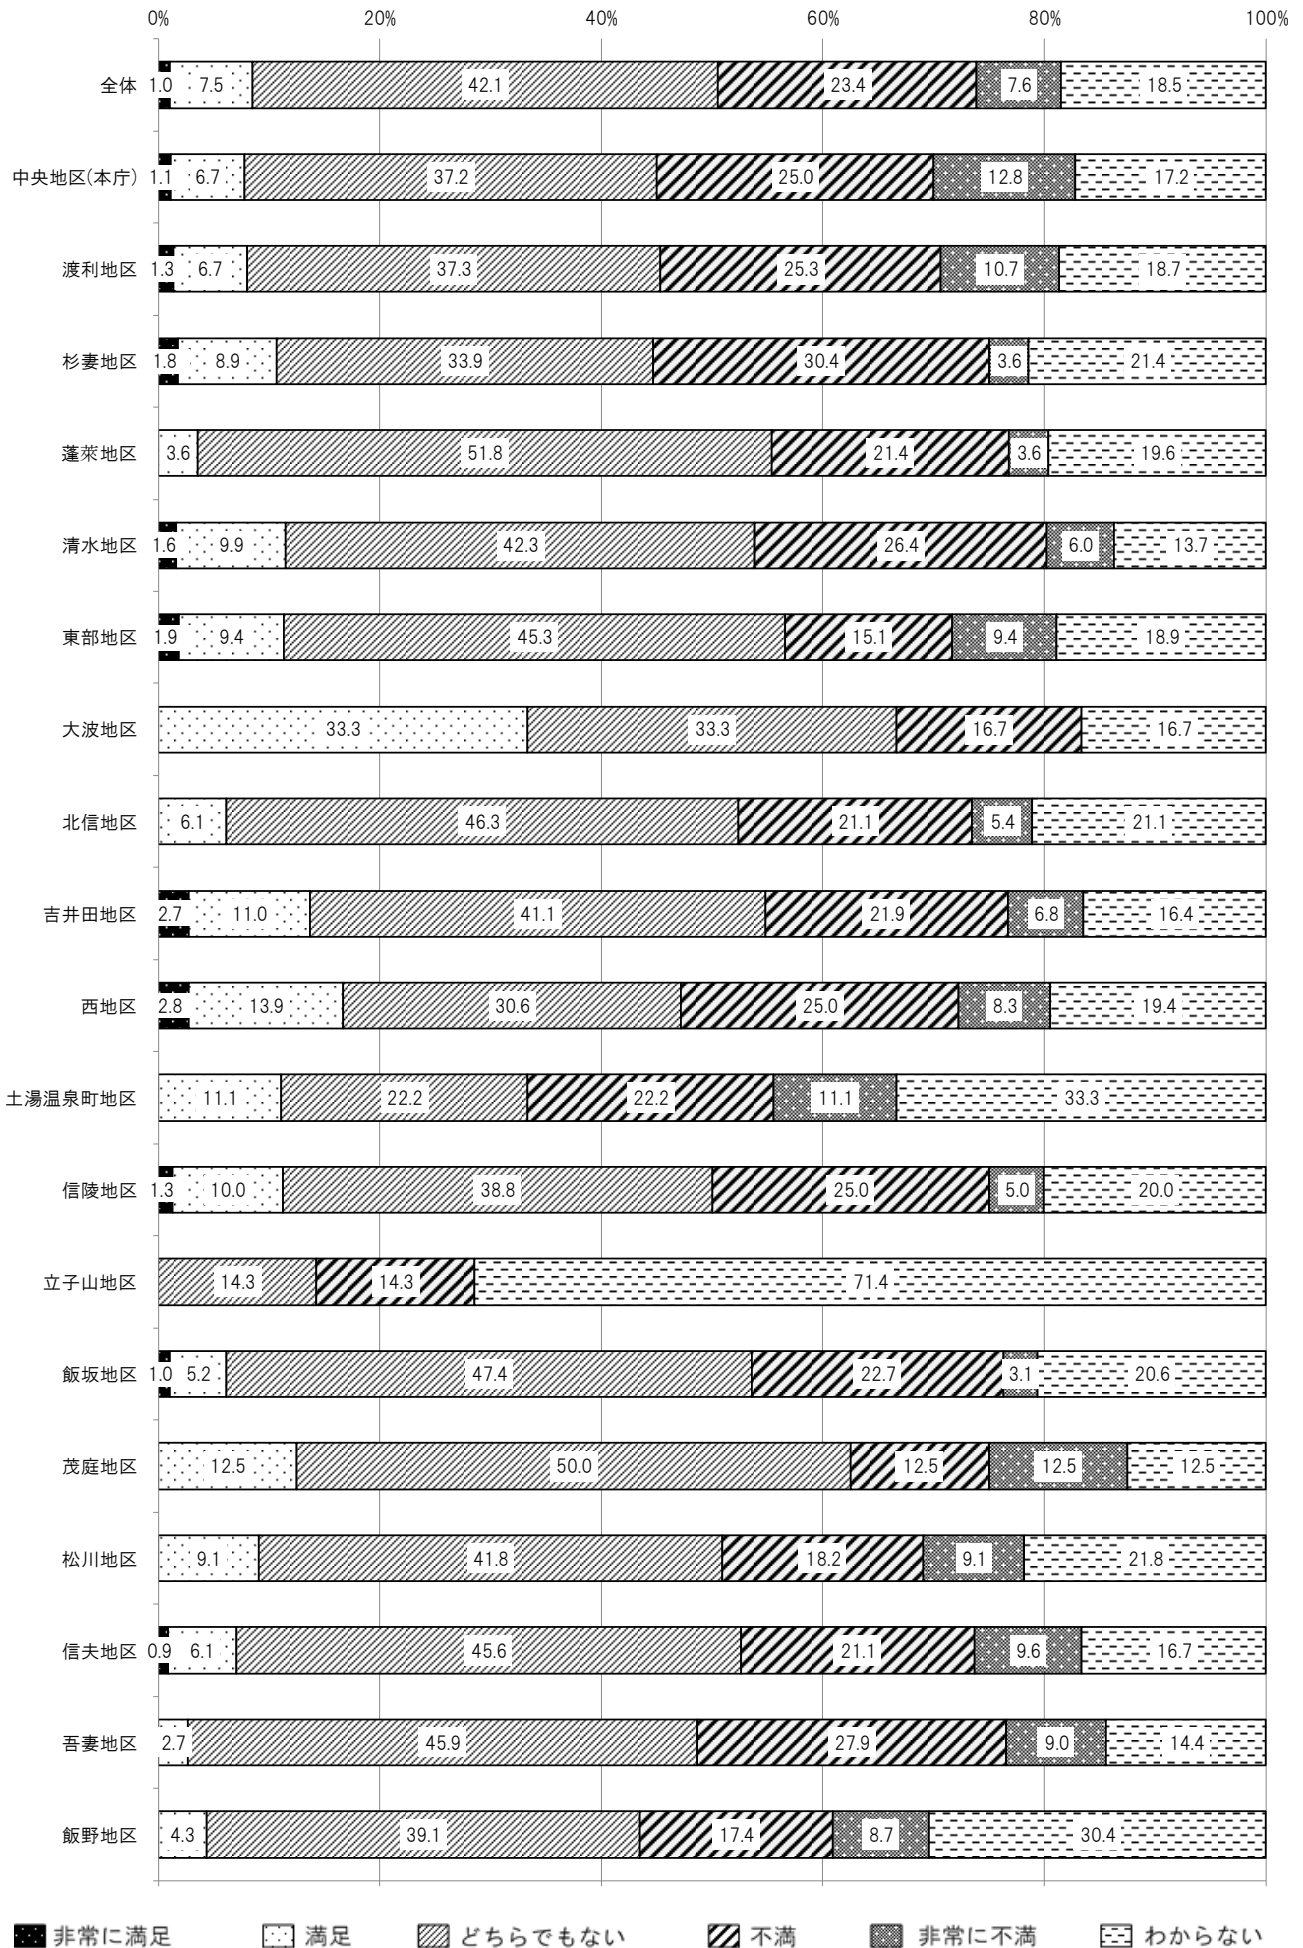 0% 20% 40% 60% 80% 100%
全体 1.0 7.5 42.1 23.4 7.6 18.5
中央地区(本庁) 1.1 6.7 37.2 25.0 12.8 17.2
渡利地区 1.3 6.7 37.3 25.3 10.7 18.7
杉妻地区 1.8 8.9 33.9 30.4 3.6 21.4
蓬萊地区 3.6 51.8 21.4 3.6 19.6
清水地区 1.6 9.9 42.3 26.4 6.0 13.7
東部地区 1.9 9.4 45.3 15.1 9.4 18.9
大波地区 33.3 33.3 16.7 16.7
北信地区 6.1 46.3 21.1 5.4 21.1
吉井田地区 2.7 11.0 41.1 21.9 6.8 16.4
西地区 2.8 13.9 30.6 25.0 8.3 19.4
土湯温泉町地区 11.1 22.2 22.2 11.1 33.3
信陵地区 1.3 10.0 38.8 25.0 5.0 20.0
立子山地区 14.3 14.3 71.4
飯坂地区 1.0 5.2 47.4 22.7 3.1 20.6
茂庭地区 12.5 50.0 12.5 12.5 12.5
松川地区 9.1 41.8 18.2 9.1 21.8
信夫地区 0.9 6.1 45.6 21.1 9.6 16.7
吾妻地区 2.7 45.9 27.9 9.0 14.4
飯野地区 4.3 39.1 17.4 8.7 30.4
非常に満足 満足 どちらでもない 不満 非常に不満 わからない